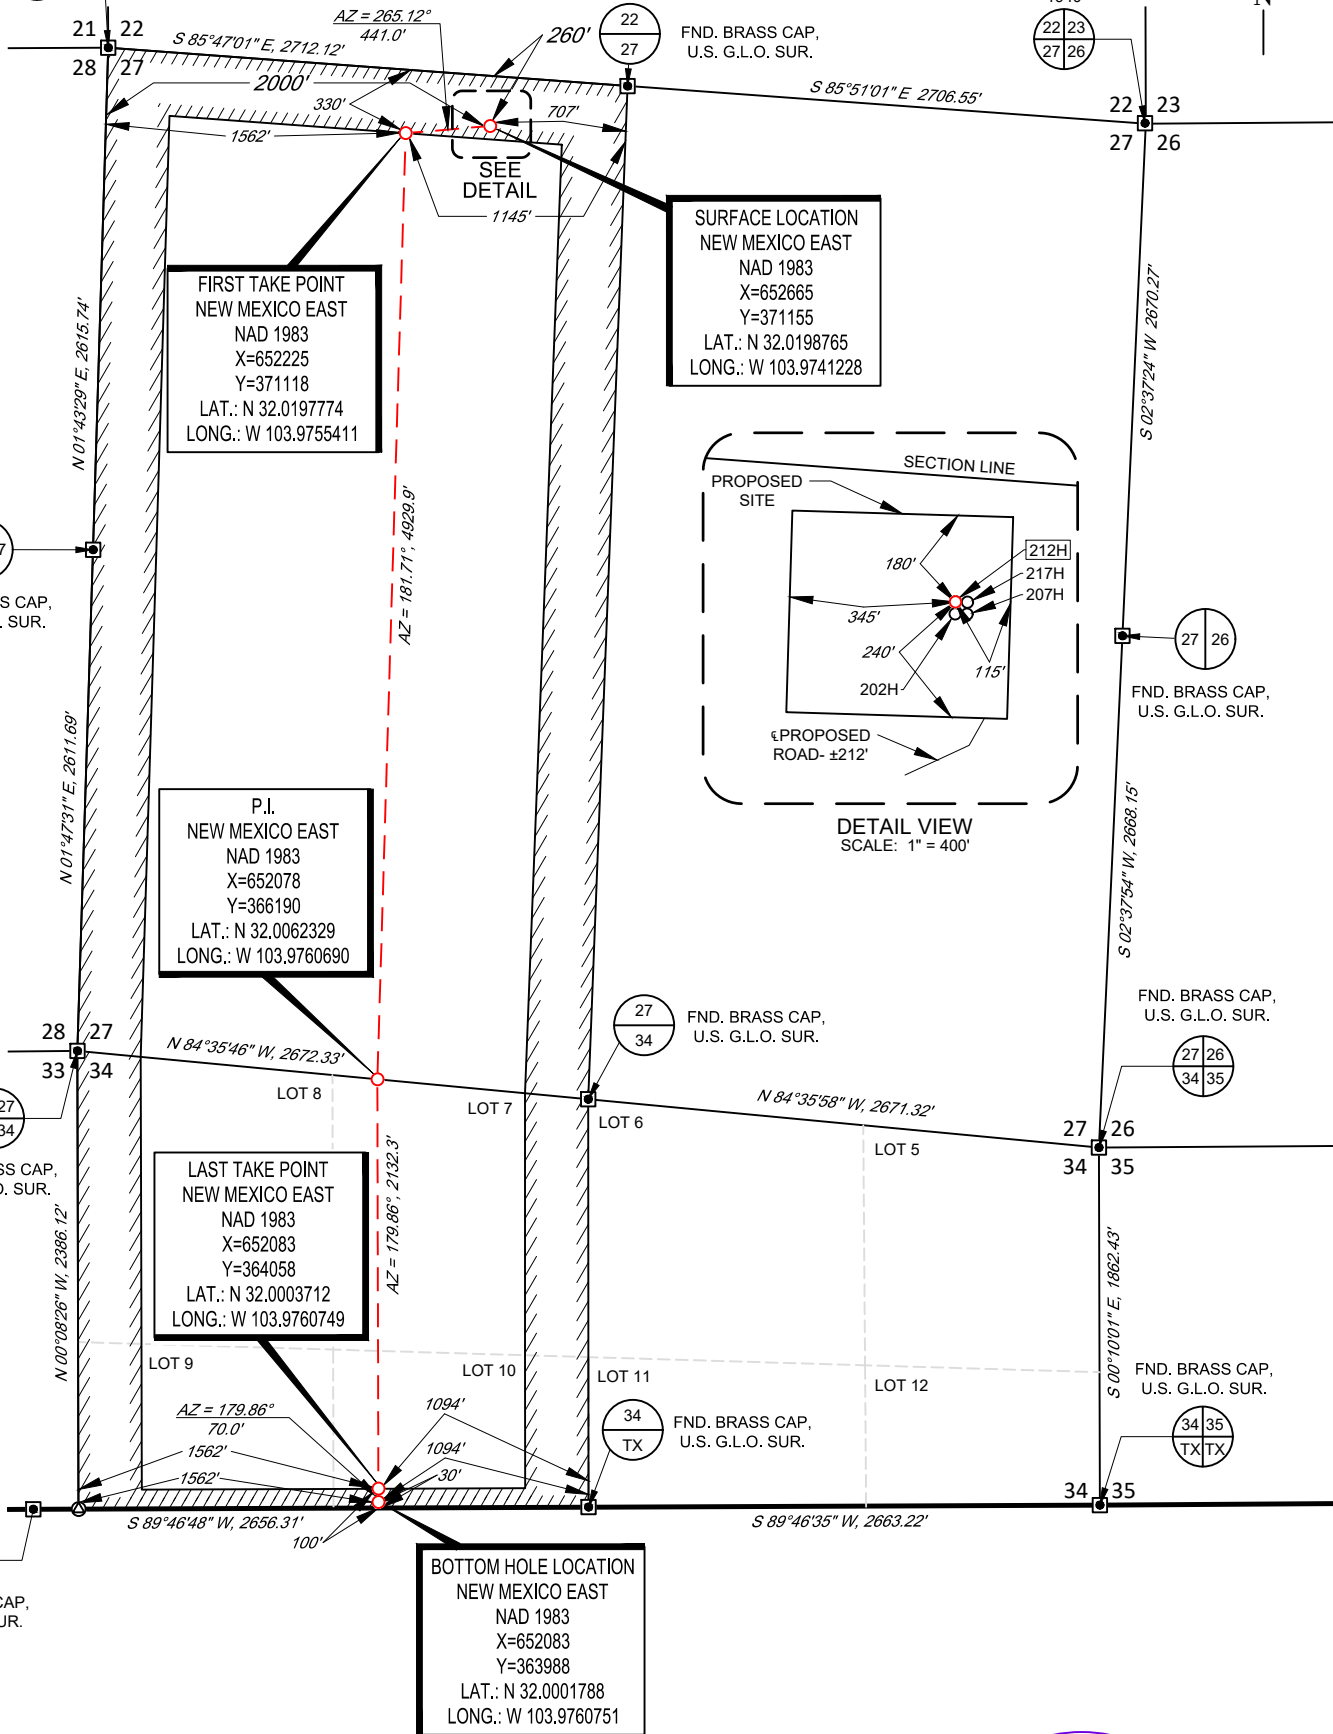 AZ = 265.12°
441.0'
260'
22
27
FND. BRASS CAP,
U.S. G.L.O. SUR.
22 23
27 26
N
21 22
28 27
S 85°47'01" E, 2712.12'
2000'
330'
707'
1562'
S 85°51'01" E 2706.55'
22 23
27 26
SEE
DETAIL
1145'
SURFACE LOCATION
NEW MEXICO EAST
NAD 1983
X=652665
Y=371155
LAT.: N 32.0198765
LONG.: W 103.9741228
FIRST TAKE POINT
NEW MEXICO EAST
NAD 1983
X=652225
Y=371118
LAT.: N 32.0197774
LONG.: W 103.9755411
N 01°43'29" E, 2615.74'
S 02°37'24" W 2670.27'
AZ = 181.71°, 4929.9'
SECTION LINE
PROPOSED
SITE
180'
212H
217H
207H
345'
240'
115'
202H
℄PROPOSED
ROAD- ±212'
DETAIL VIEW
SCALE: 1" = 400'
7
S CAP,
. SUR.
27 26
FND. BRASS CAP,
U.S. G.L.O. SUR.
N 01°47'31" E, 2611.69'
S 02°37'54" W, 2668.15'
P.I.
NEW MEXICO EAST
NAD 1983
X=652078
Y=366190
LAT.: N 32.0062329
LONG.: W 103.9760690
27
34
FND. BRASS CAP,
U.S. G.L.O. SUR.
FND. BRASS CAP,
U.S. G.L.O. SUR.
27 26
34 35
28 27
33 34
N 84°35'46" W, 2672.33'
LOT 8
LOT 7
LOT 6
N 84°35'58" W, 2671.32'
LOT 5
27 26
34 35
27
34
SS CAP,
O. SUR.
LAST TAKE POINT
NEW MEXICO EAST
NAD 1983
X=652083
Y=364058
LAT.: N 32.0003712
LONG.: W 103.9760749
AZ = 179.86°, 2132.3'
N 00°08'26" W, 2386.12'
S 00°10'01" E, 1862.43'
LOT 9
LOT 10
LOT 11
LOT 12
FND. BRASS CAP,
U.S. G.L.O. SUR.
34 35
TX TX
AZ = 179.86°
70.0'
1094'
1562'
1094'
1562'
30'
34
TX
FND. BRASS CAP,
U.S. G.L.O. SUR.
34 35
S 89°46'48" W, 2656.31'
100'
S 89°46'35" W, 2663.22'
BOTTOM HOLE LOCATION
NEW MEXICO EAST
NAD 1983
X=652083
Y=363988
LAT.: N 32.0001788
LONG.: W 103.9760751
CAP,
UR.